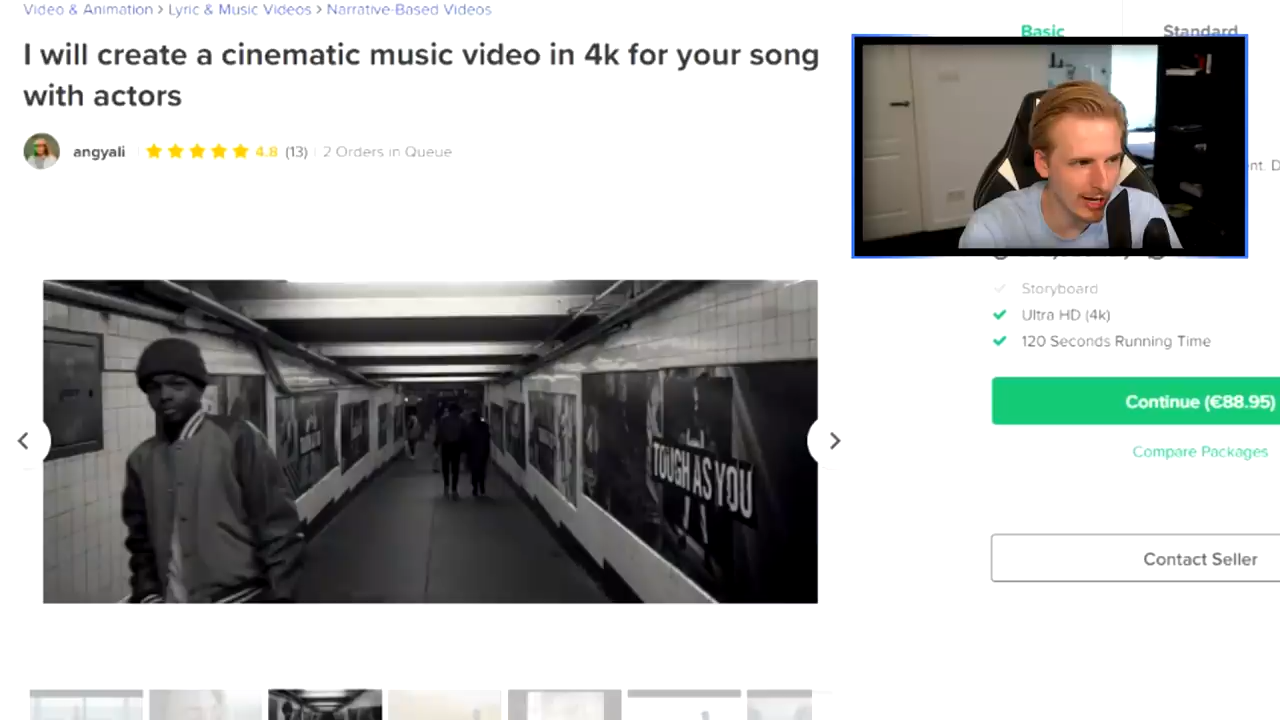 Video & Animation > Lyric & Music Videos > Narrative-Based Videos
I will create a cinematic music video in 4k for your song
with actors
angyali 4.8 (13) 2 Orders in Queue
TOUGH AS YOU
Basic Standard
Storyboard
Ultra HD (4k)
120 Seconds Running Time
Continue (€88.95)
Compare Packages
Contact Seller